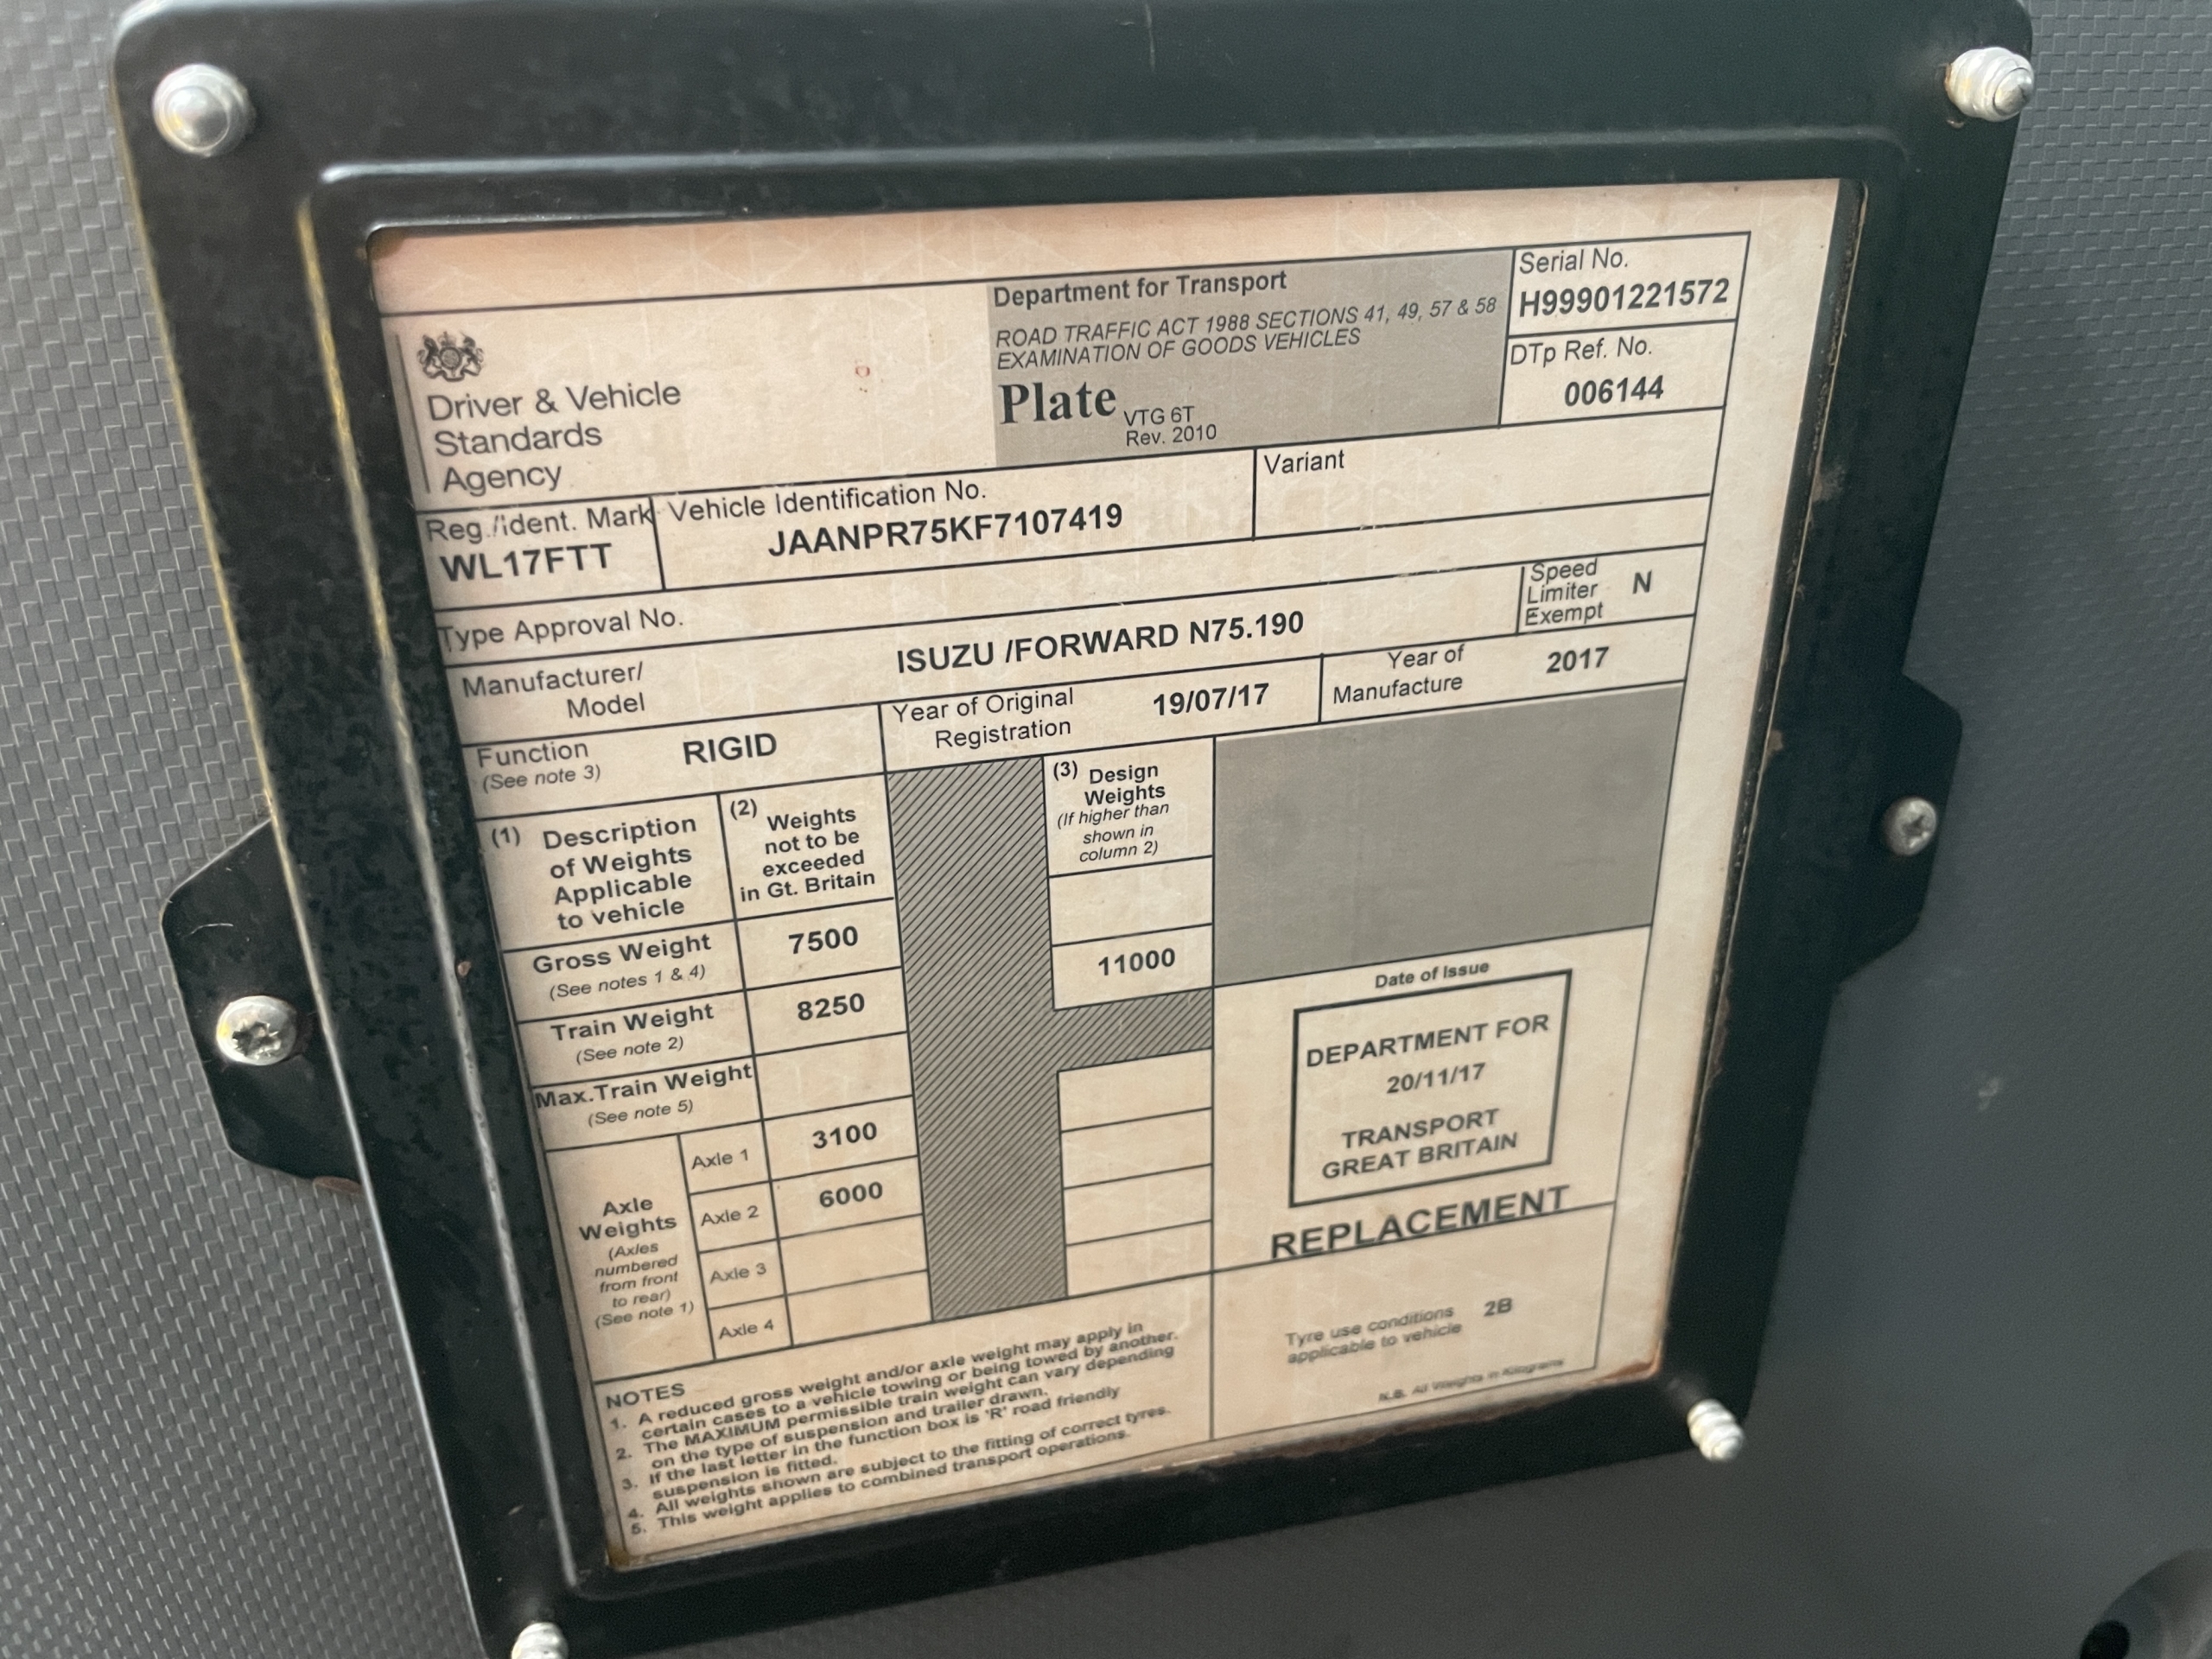 Department for Transport
ROAD TRAFFIC ACT 1988 SECTIONS 41, 49, 57 & 58
EXAMINATION OF GOODS VEHICLES
Plate VTG 6T
Rev. 2010
Serial No.
H99901221572
DTp Ref. No.
006144
Driver & Vehicle
Standards
Agency
Reg./Ident. Mark
WL17FTT
Vehicle Identification No.
JAANPR75KF7107419
Variant
Type Approval No.
Speed
Limiter
Exempt
N
Manufacturer/
Model
ISUZU /FORWARD N75.190
Function
(See note 3)
RIGID
Year of Original
Registration
19/07/17
Year of
Manufacture
2017
(1) Description
of Weights
Applicable
to vehicle
(2) Weights
not to be
exceeded
in Gt. Britain
(3) Design
Weights
(If higher than
shown in
column 2)
Gross Weight
(See notes 1 & 4)
7500
Train Weight
(See note 2)
8250
11000
Max.Train Weight
(See note 5)
Axle
Weights
(Axles
numbered
from front
to rear)
(See note 1)
Axle 1
3100
Axle 2
6000
Axle 3
Axle 4
Date of Issue
DEPARTMENT FOR
20/11/17
TRANSPORT
GREAT BRITAIN
REPLACEMENT
Tyre use conditions
applicable to vehicle
2B
N.B. All Weights in Kilograms
NOTES
1. A reduced gross weight and/or axle weight may apply in
certain cases to a vehicle towing or being towed by another.
2. The MAXIMUM permissible train weight can vary depending
on the type of suspension and trailer drawn.
3. If the last letter in the function box is 'R' road friendly
suspension is fitted.
4. All weights shown are subject to the fitting of correct tyres.
5. This weight applies to combined transport operations.